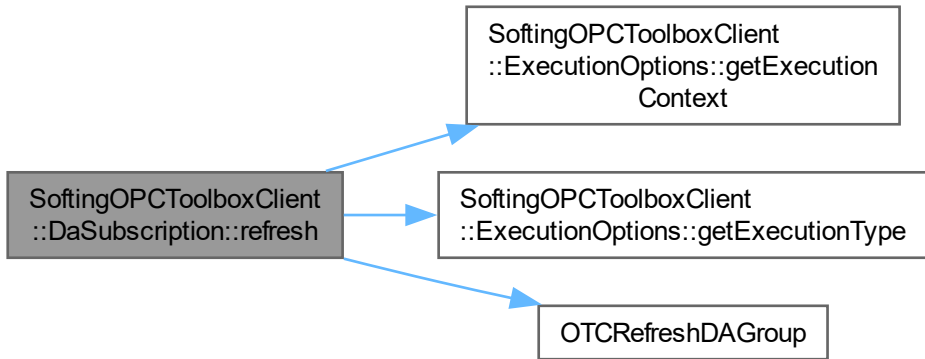 SoftingOPCToolboxClient
::ExecutionOptions::getExecution
Context
SoftingOPCToolboxClient
::DaSubscription::refresh
SoftingOPCToolboxClient
::ExecutionOptions::getExecutionType
OTCRefreshDAGroup